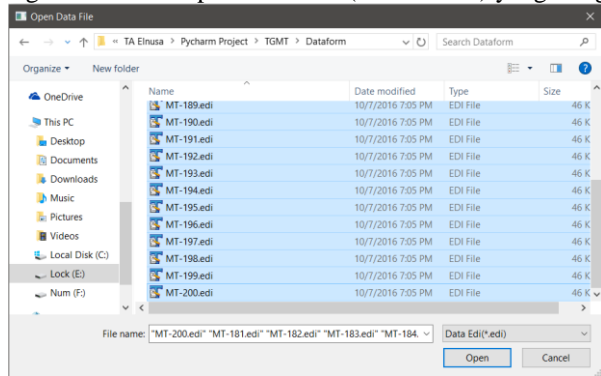 Open Data File
« TA Elnusa > Pycharm Project > TGMT > Dataform
Search Dataform
Organize
New folder
Name Date modified Type Size
OneDrive
This PC
Desktop
Documents
Downloads
Music
Pictures
Videos
Local Disk (C:)
Lock (E:)
Num (F:)
MT-189.edi 10/7/2016 7:05 PM EDI File 46 K
MT-190.edi 10/7/2016 7:05 PM EDI File 46 K
MT-191.edi 10/7/2016 7:05 PM EDI File 46 K
MT-192.edi 10/7/2016 7:05 PM EDI File 46 K
MT-193.edi 10/7/2016 7:05 PM EDI File 46 K
MT-194.edi 10/7/2016 7:05 PM EDI File 46 K
MT-195.edi 10/7/2016 7:05 PM EDI File 46 K
MT-196.edi 10/7/2016 7:05 PM EDI File 46 K
MT-197.edi 10/7/2016 7:05 PM EDI File 46 K
MT-198.edi 10/7/2016 7:05 PM EDI File 46 K
MT-199.edi 10/7/2016 7:05 PM EDI File 46 K
MT-200.edi 10/7/2016 7:05 PM EDI File 46 K
File name: "MT-200.edi" "MT-181.edi" "MT-182.edi" "MT-183.edi" "MT-184.
Data Edi(*.edi)
Open
Cancel